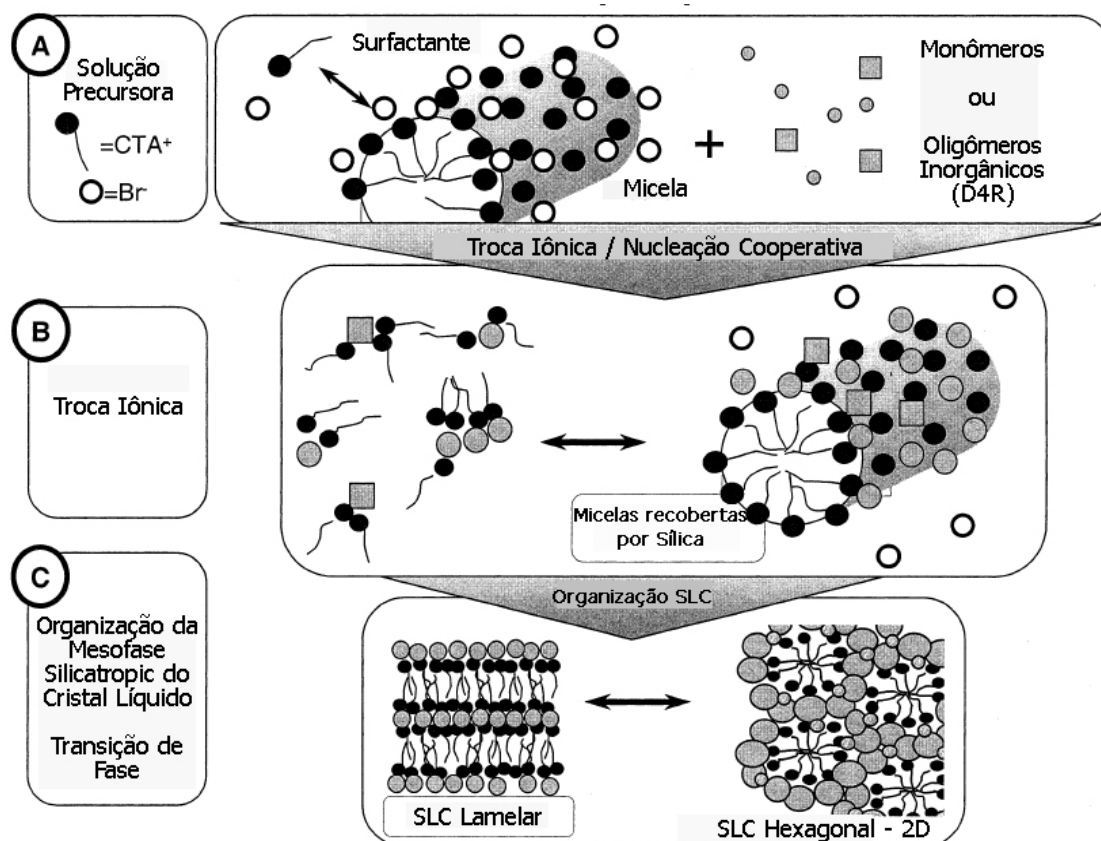 A
Solução
Precursora
=CTA+
=Br
Surfactante
Micela
+
Monômeros
ou
Oligômeros
Inorgânicos
(D4R)
Troca Iônica / Nucleação Cooperativa
B
Troca Iônica
Micelas recobertas
por Sílica
Organização SLC
C
Organização da
Mesofase
Silicatropic do
Cristal Líquido
Transição de
Fase
SLC Lamelar
SLC Hexagonal - 2D